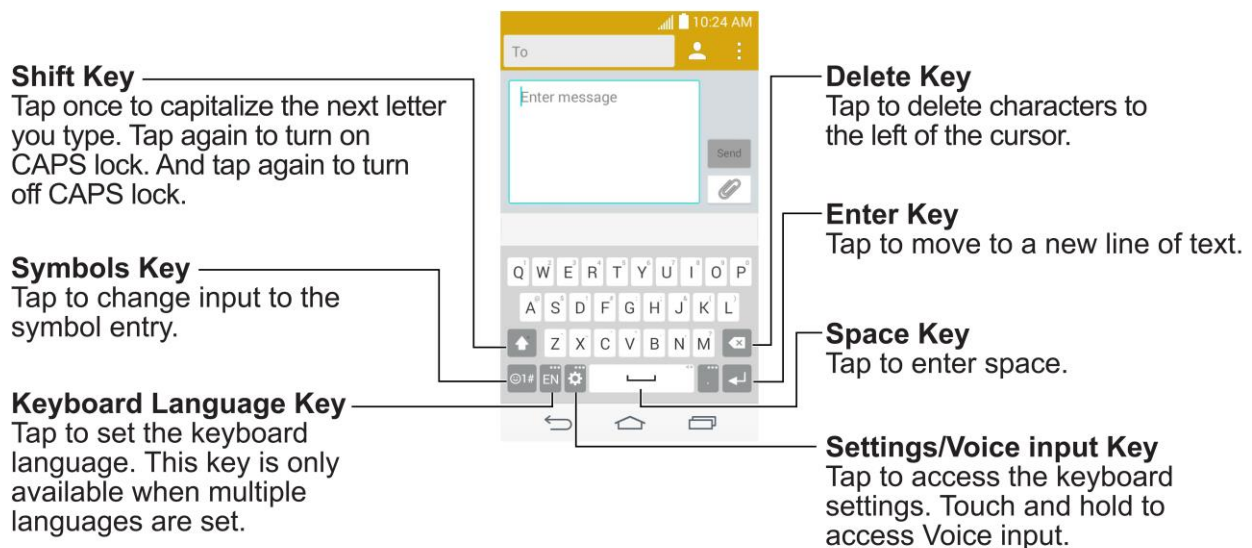 10:24 AM
To
Enter message
Send
Q W E R T Y U I O P
A S D F G H J K L
Z X C V B N M
☺1# EN .
Shift Key
Tap once to capitalize the next letter
you type. Tap again to turn on
CAPS lock. And tap again to turn
off CAPS lock.
Symbols Key
Tap to change input to the
symbol entry.
Keyboard Language Key
Tap to set the keyboard
language. This key is only
available when multiple
languages are set.
Delete Key
Tap to delete characters to
the left of the cursor.
Enter Key
Tap to move to a new line of text.
Space Key
Tap to enter space.
Settings/Voice input Key
Tap to access the keyboard
settings. Touch and hold to
access Voice input.